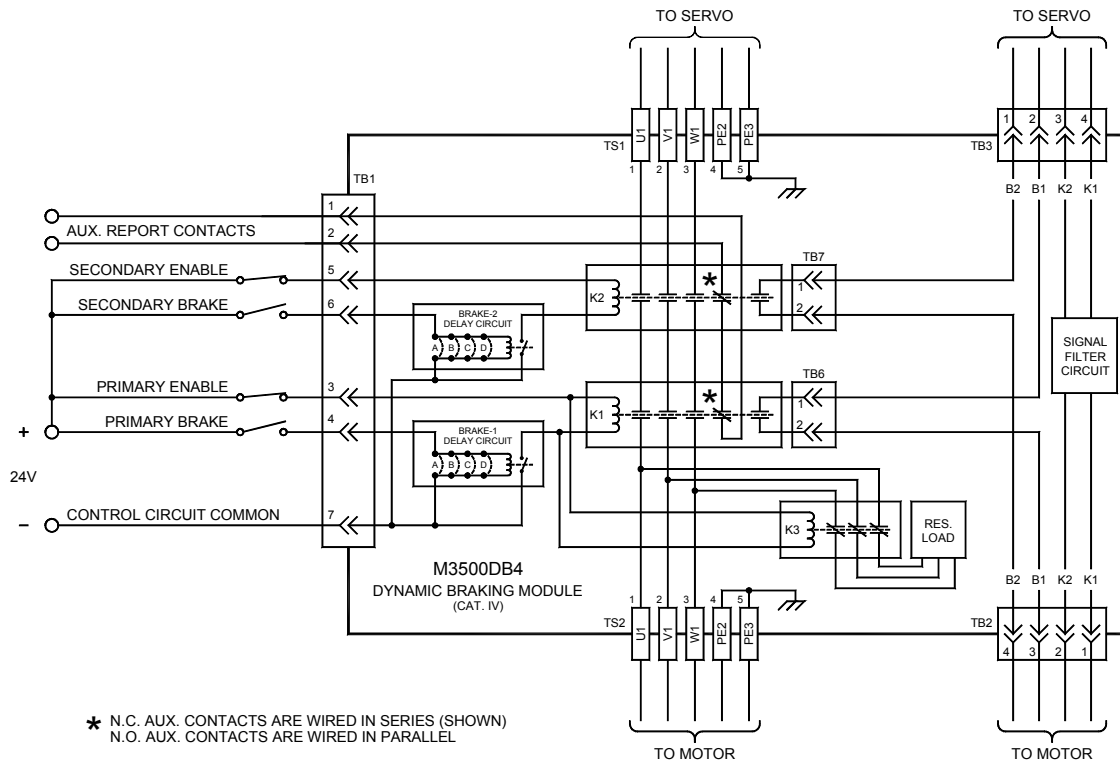 TO SERVO
TO SERVO
U1 V1 W1 PE2 PE3
1 2 3 4
TS1
TB3
1 2 3 4 5
TB1
B2 B1 K2 K1
1
AUX. REPORT CONTACTS
2
TB7
SECONDARY ENABLE
5
*
1
K2
SECONDARY BRAKE
6
2
BRAKE-2
DELAY CIRCUIT
A B C D
SIGNAL
FILTER
CIRCUIT
PRIMARY ENABLE
3
TB6
*
1
K1
+
PRIMARY BRAKE
4
2
BRAKE-1
DELAY CIRCUIT
A B C D
24V
–
CONTROL CIRCUIT COMMON
7
K3
RES.
LOAD
M3500DB4
DYNAMIC BRAKING MODULE
(CAT. IV)
B2 B1 K2 K1
1 2 3 4 5
TS2
TB2
U1 V1 W1 PE2 PE3
4 3 2 1
* N.C. AUX. CONTACTS ARE WIRED IN SERIES (SHOWN)
N.O. AUX. CONTACTS ARE WIRED IN PARALLEL
TO MOTOR
TO MOTOR